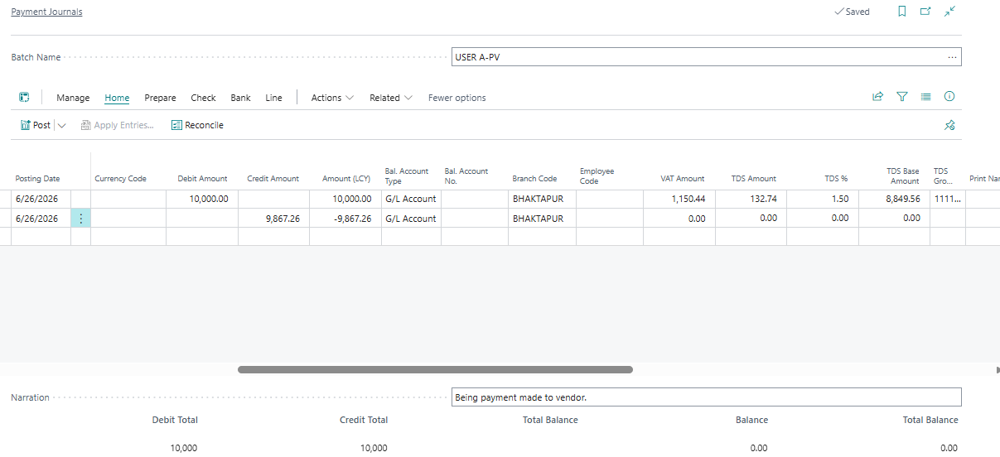 Payment Journals
Saved
Batch Name
USER A-PV
Manage Home Prepare Check Bank Line Actions Related Fewer options
Post Apply Entries... Reconcile
Posting Date Currency Code Debit Amount Credit Amount Amount (LCY) Bal. Account Type Bal. Account No. Branch Code Employee Code VAT Amount TDS Amount TDS % TDS Base Amount TDS Gro... Print Nar
6/26/2026 10,000.00 10,000.00 G/L Account BHAKTAPUR 1,150.44 132.74 1.50 8,849.56 1111...
6/26/2026 9,867.26 -9,867.26 G/L Account BHAKTAPUR 0.00 0.00 0.00 0.00
Narration
Being payment made to vendor.
Debit Total Credit Total Total Balance Balance Total Balance
10,000 10,000 0.00 0.00